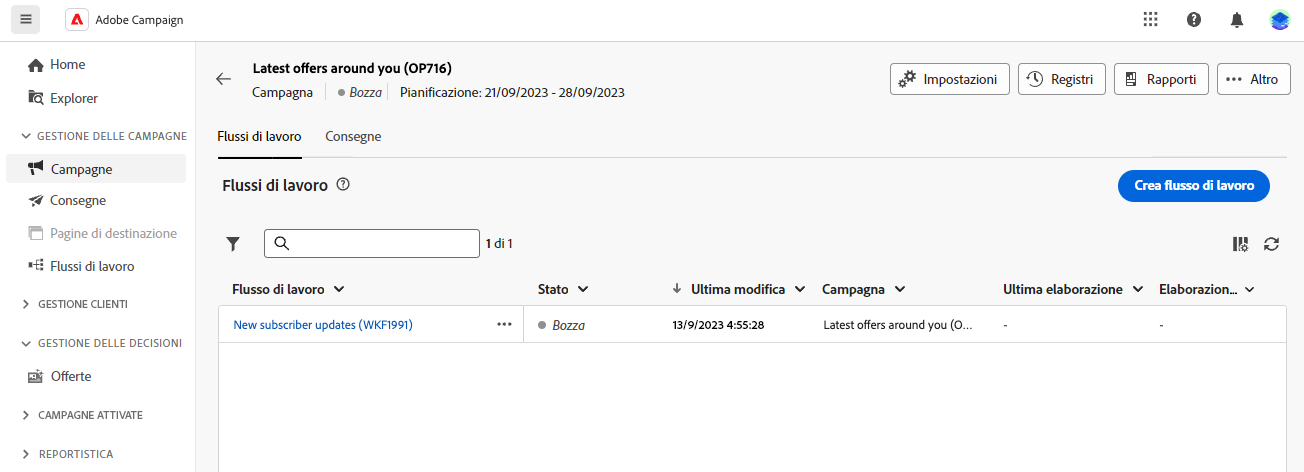 Adobe Campaign
Home
Explorer
GESTIONE DELLE CAMPAGNE
Campagne
Consegne
Pagine di destinazione
Flussi di lavoro
GESTIONE CLIENTI
GESTIONE DELLE DECISIONI
Offerte
CAMPAGNE ATTIVATE
REPORTISTICA
Latest offers around you (OP716)
Campagna Bozza Pianificazione: 21/09/2023 - 28/09/2023
Impostazioni Registri Rapporti Altro
Flussi di lavoro Consegne
Flussi di lavoro
Crea flusso di lavoro
1 di 1
Flusso di lavoro Stato Ultima modifica Campagna Ultima elaborazione Elaborazion...
New subscriber updates (WKF1991) Bozza 13/9/2023 4:55:28 Latest offers around you (O... - -